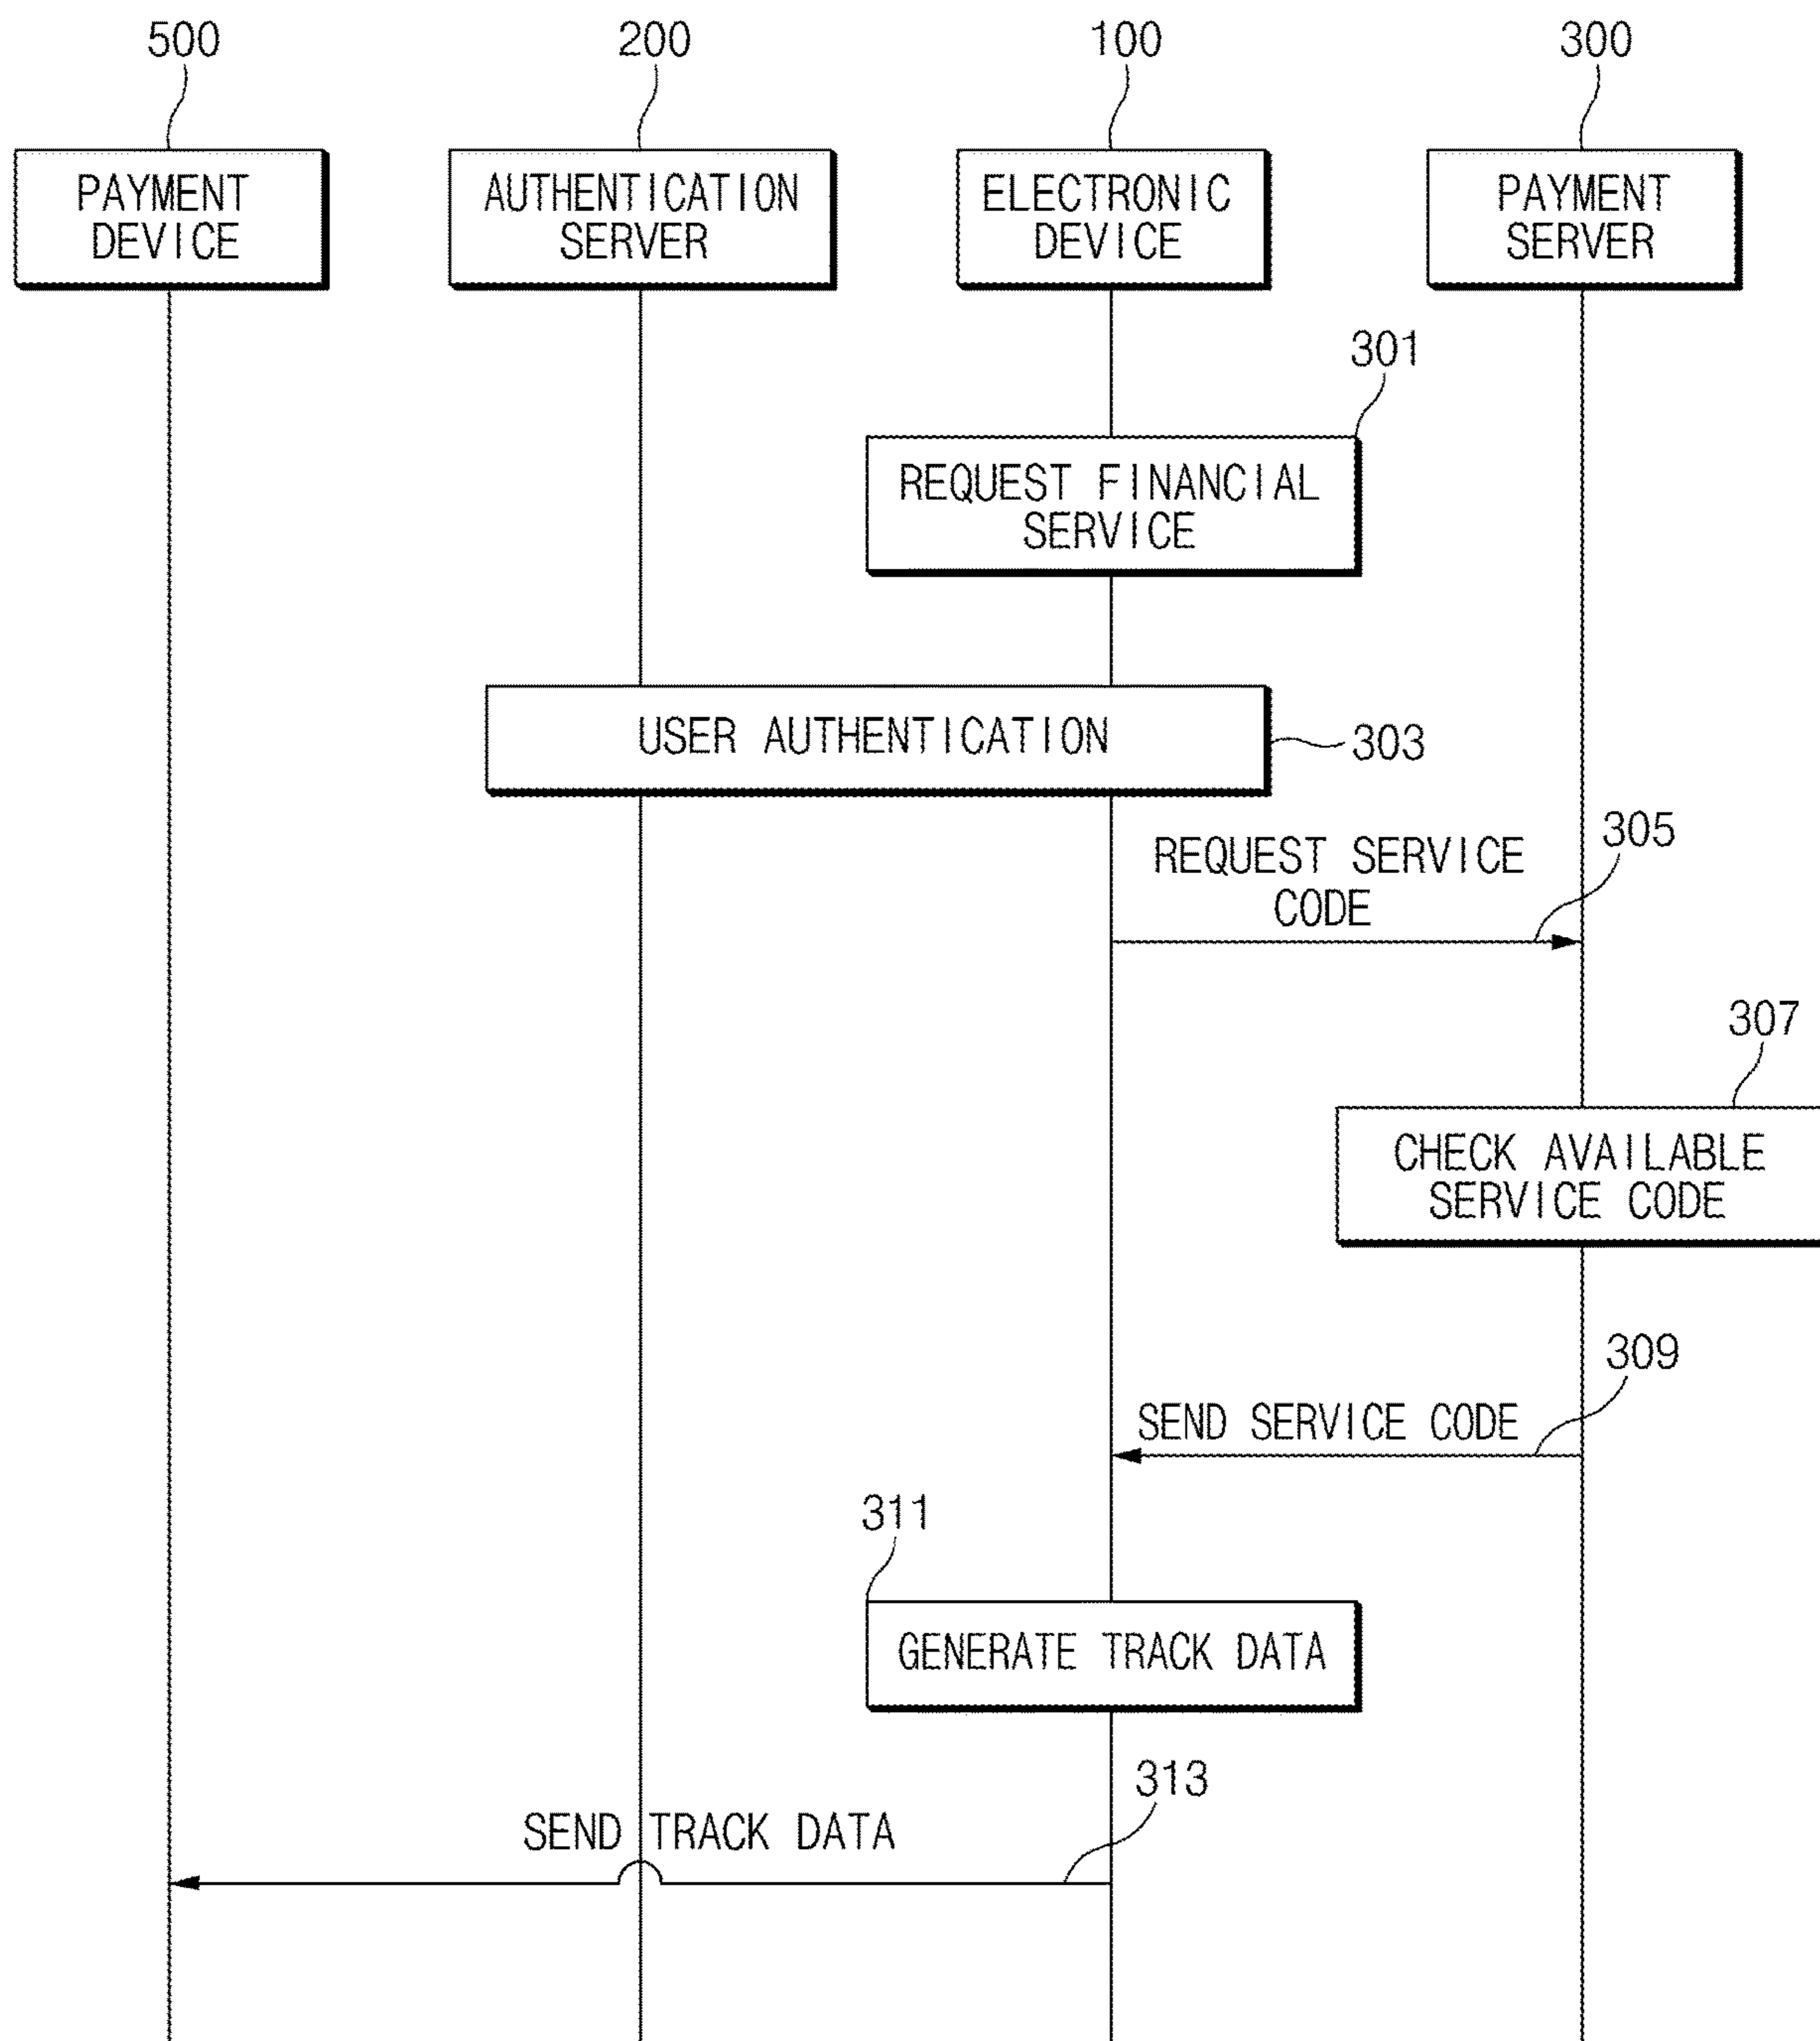 500
200
100
300
PAYMENT
DEVICE
AUTHENTICATION
SERVER
ELECTRONIC
DEVICE
PAYMENT
SERVER
301
REQUEST FINANCIAL
SERVICE
USER AUTHENTICATION
303
305
REQUEST SERVICE
CODE
307
CHECK AVAILABLE
SERVICE CODE
309
SEND SERVICE CODE
311
GENERATE TRACK DATA
313
SEND TRACK DATA